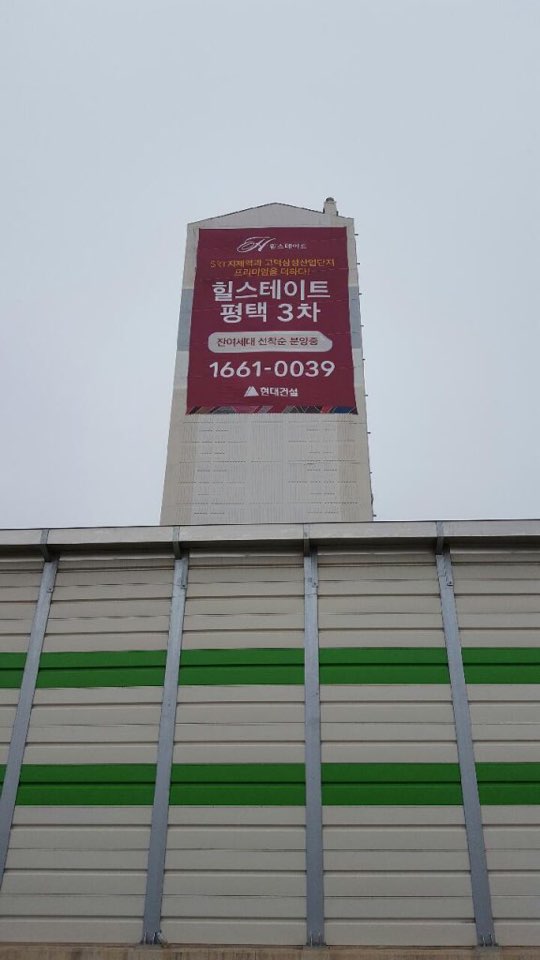 힐스테이트
SRT지제역과 고덕삼성산업단지
프리미엄을 더하다!
힐스테이트
평택 3차
잔여세대 선착순 분양중
1661-0039
현대건설